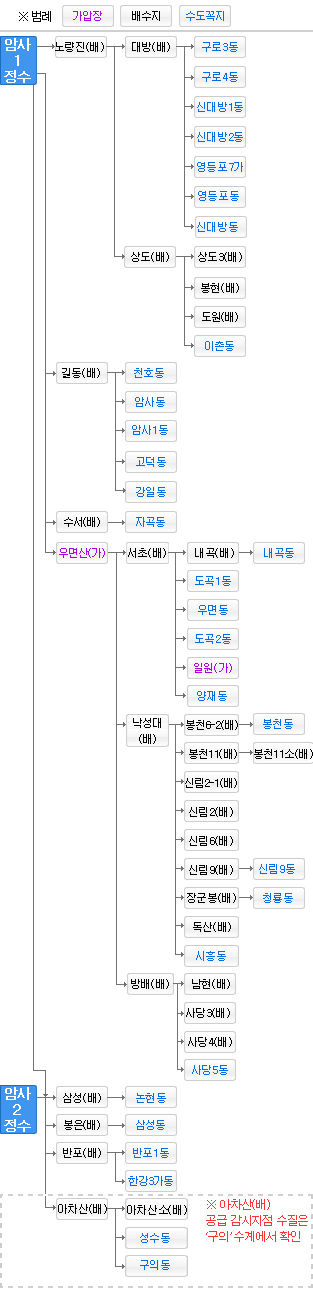 ※ 범례 가압장 배수지 수도꼭지
암사
1
정수
노량진(배) 대방(배) 구로3동
구로4동
신대방1동
신대방2동
영등포7가
영등포동
신대방동
상도(배) 상도3(배)
봉현(배)
도원(배)
이촌동
길동(배) 천호동
암사동
암사1동
고덕동
강일동
수서(배) 자곡동
우면산(가) 서초(배) 내곡(배) 내곡동
도곡1동
우면동
도곡2동
일원(가)
양재동
낙성대
(배)
봉천6-2(배) 봉천동
봉천11(배) 봉천11소(배)
신림2-1(배)
신림2(배)
신림6(배)
신림9(배) 신림9동
장군봉(배) 청룡동
독산(배)
시흥동
방배(배) 남현(배)
사당3(배)
사당4(배)
사당5동
암사
2
정수
삼성(배) 논현동
봉은(배) 삼성동
반포(배) 반포1동
한강3가동
아차산(배) 아차산소(배)
성수동
구의동
※ 아차산(배)
공급 감시지점 수질은
'구의' 수계에서 확인